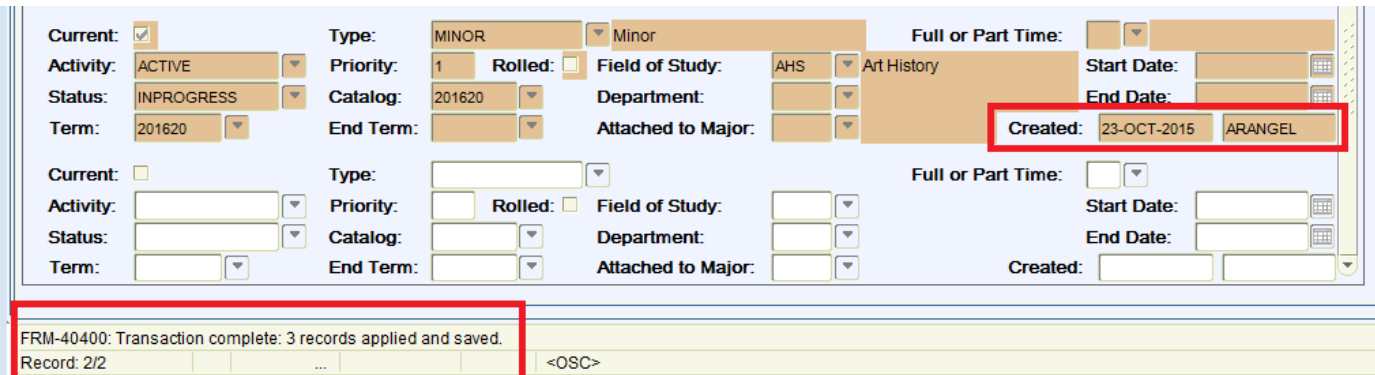 Current: Type: MINOR Minor Full or Part Time:
Activity: ACTIVE Priority: 1 Rolled: Field of Study: AHS Art History Start Date:
Status: INPROGRESS Catalog: 201620 Department: End Date:
Term: 201620 End Term: Attached to Major: Created: 23-OCT-2015 ARANGEL
Current: Type: Full or Part Time:
Activity: Priority: Rolled: Field of Study: Start Date:
Status: Catalog: Department: End Date:
Term: End Term: Attached to Major: Created:
FRM-40400: Transaction complete: 3 records applied and saved.
Record: 2/2 ... <OSC>